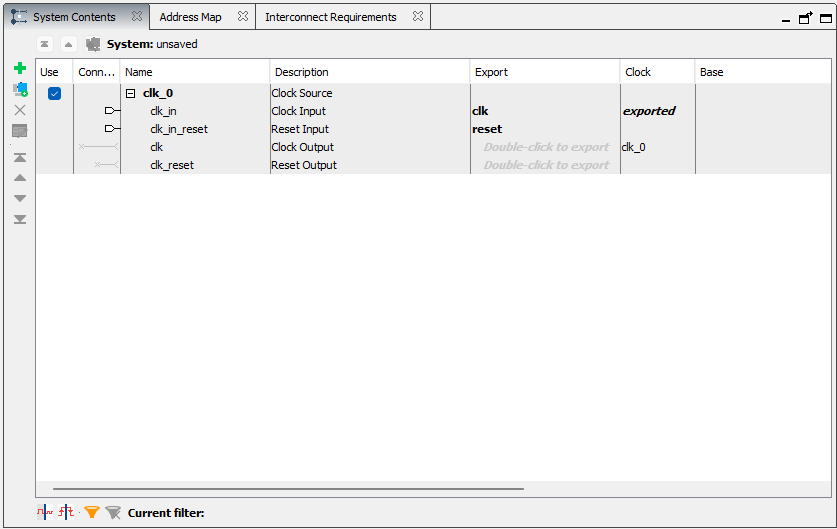 System Contents Address Map Interconnect Requirements
System: unsaved
Use Conn... Name Description Export Clock Base
clk_0 Clock Source
clk_in Clock Input clk exported
clk_in_reset Reset Input reset
clk Clock Output Double-click to export clk_0
clk_reset Reset Output Double-click to export
Current filter: